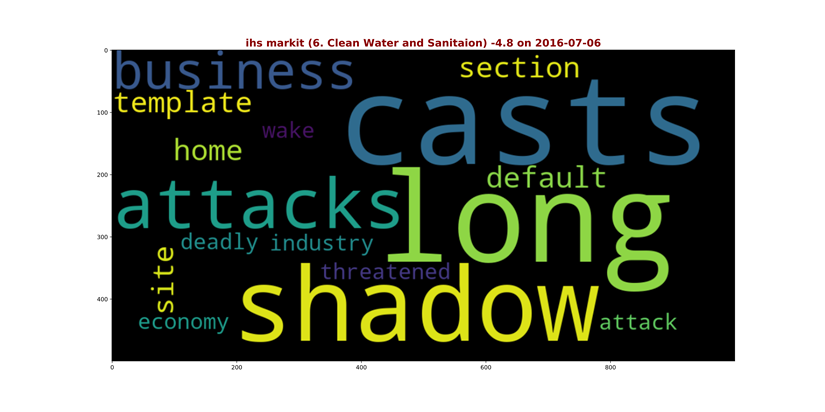 ihs markit (6. Clean Water and Sanitaion) -4.8 on 2016-07-06
0
100
200
300
400
business
section
template
casts
wake
home
default
attacks
long
deadly industry
site
threatened
shadow
economy
attack
0 200 400 600 800